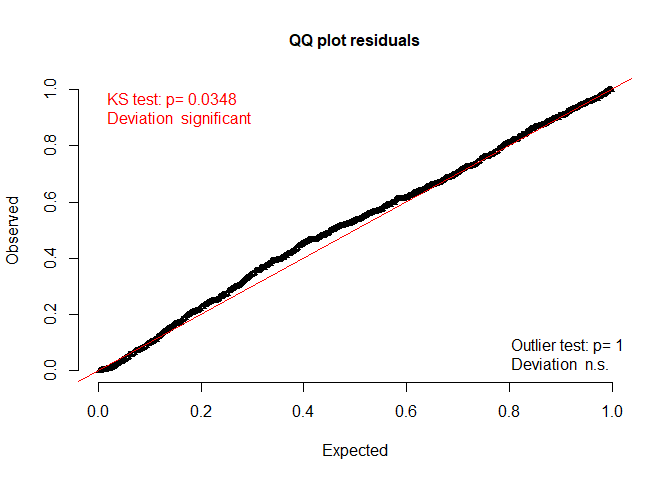 QQ plot residuals
KS test: p= 0.0348
Deviation significant
Observed
1.0
0.8
0.6
0.4
0.2
0.0
Outlier test: p= 1
Deviation n.s.
0.0 0.2 0.4 0.6 0.8 1.0
Expected